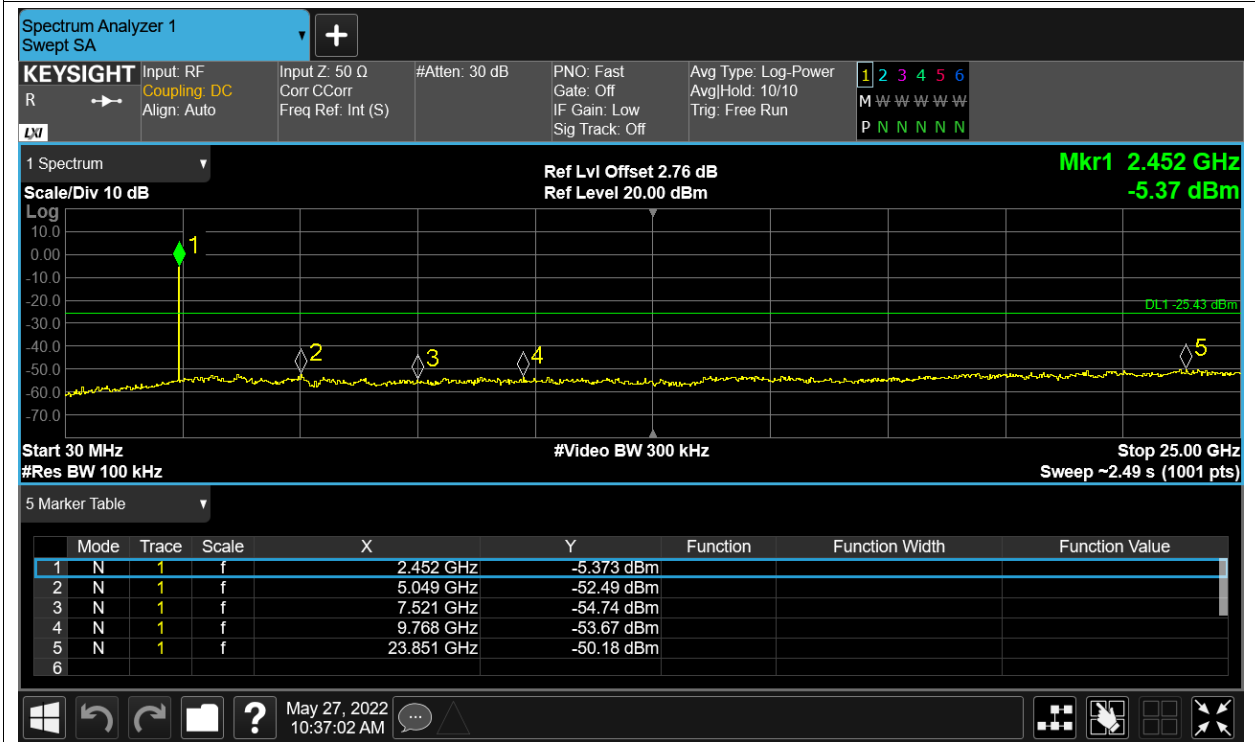 Spectrum Analyzer 1
Swept SA
KEYSIGHT Input: RF Input Z: 50 Ω #Atten: 30 dB PNO: Fast Avg Type: Log-Power 1 2 3 4 5 6
R Coupling: DC Corr CCorr Gate: Off Avg|Hold: 10/10 M W W W W W
Align: Auto Freq Ref: Int (S) IF Gain: Low Trig: Free Run
LXI Sig Track: Off P N N N N N
1 Spectrum Ref Lvl Offset 2.76 dB Mkr1 2.452 GHz
Scale/Div 10 dB Ref Level 20.00 dBm -5.37 dBm
Log
10.0
0.00
-10.0
-20.0
-30.0
-40.0
-50.0
-60.0
-70.0
1
DL1 -25.43 dBm
2
3
4
5
Start 30 MHz #Video BW 300 kHz Stop 25.00 GHz
#Res BW 100 kHz Sweep ~2.49 s (1001 pts)
5 Marker Table
Mode Trace Scale X Y Function Function Width Function Value
1 N 1 f 2.452 GHz -5.373 dBm
2 N 1 f 5.049 GHz -52.49 dBm
3 N 1 f 7.521 GHz -54.74 dBm
4 N 1 f 9.768 GHz -53.67 dBm
5 N 1 f 23.851 GHz -50.18 dBm
6
? May 27, 2022
10:37:02 AM